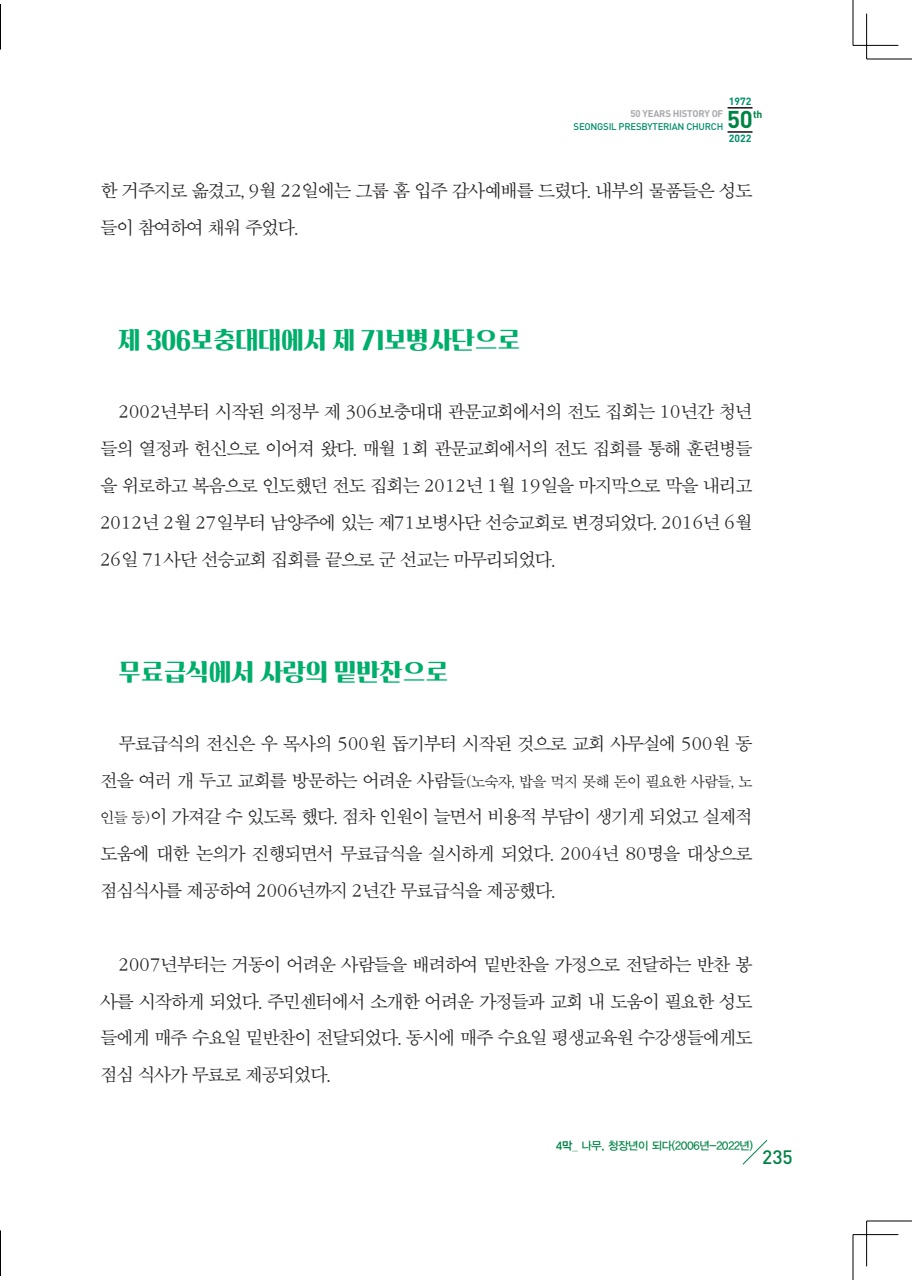 50 YEARS HISTORY OF
SEONGSIL PRESBYTERIAN CHURCH
1972
50th
2022
한 거주지로 옮겼고, 9월 22일에는 그룹 홈 입주 감사예배를 드렸다. 내부의 물품들은 성도
들이 참여하여 채워 주었다.
제 306보충대대에서 제 71보병사단으로
2002년부터 시작된 의정부 제 306보충대대 관문교회에서의 전도 집회는 10년간 청년
들의 열정과 헌신으로 이어져 왔다. 매월 1회 관문교회에서의 전도 집회를 통해 훈련병들
을 위로하고 복음으로 인도했던 전도 집회는 2012년 1월 19일을 마지막으로 막을 내리고
2012년 2월 27일부터 남양주에 있는 제71보병사단 선승교회로 변경되었다. 2016년 6월
26일 71사단 선승교회 집회를 끝으로 군 선교는 마무리되었다.
무료급식에서 사랑의 밑반찬으로
무료급식의 전신은 우 목사의 500원 돕기부터 시작된 것으로 교회 사무실에 500원 동
전을 여러 개 두고 교회를 방문하는 어려운 사람들(노숙자, 밥을 먹지 못해 돈이 필요한 사람들, 노
인들 등)이 가져갈 수 있도록 했다. 점차 인원이 늘면서 비용적 부담이 생기게 되었고 실제적
도움에 대한 논의가 진행되면서 무료급식을 실시하게 되었다. 2004년 80명을 대상으로
점심식사를 제공하여 2006년까지 2년간 무료급식을 제공했다.
2007년부터는 거동이 어려운 사람들을 배려하여 밑반찬을 가정으로 전달하는 반찬 봉
사를 시작하게 되었다. 주민센터에서 소개한 어려운 가정들과 교회 내 도움이 필요한 성도
들에게 매주 수요일 밑반찬이 전달되었다. 동시에 매주 수요일 평생교육원 수강생들에게도
점심 식사가 무료로 제공되었다.
4막_ 나무, 청장년이 되다(2006년-2022년)
235